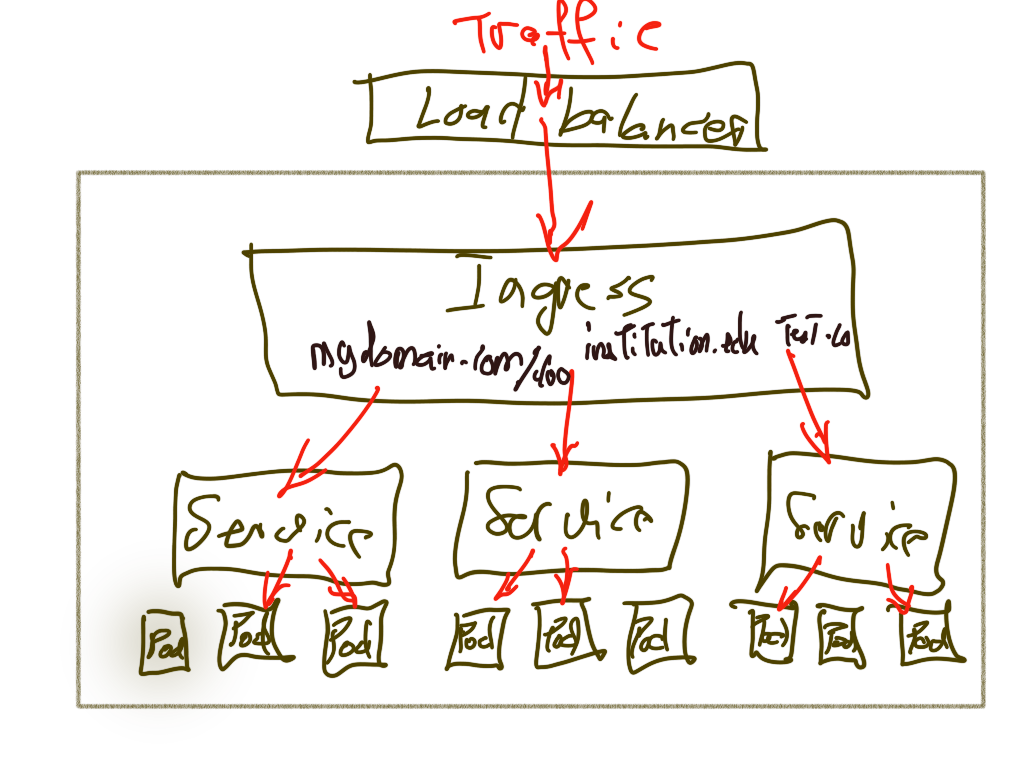 Traffic
Load balancer
Ingress
mydomain.com/foo institution.edu Test.co
Service Service Service
Pod Pod Pod Pod Pod Pod Pod Pod Pod